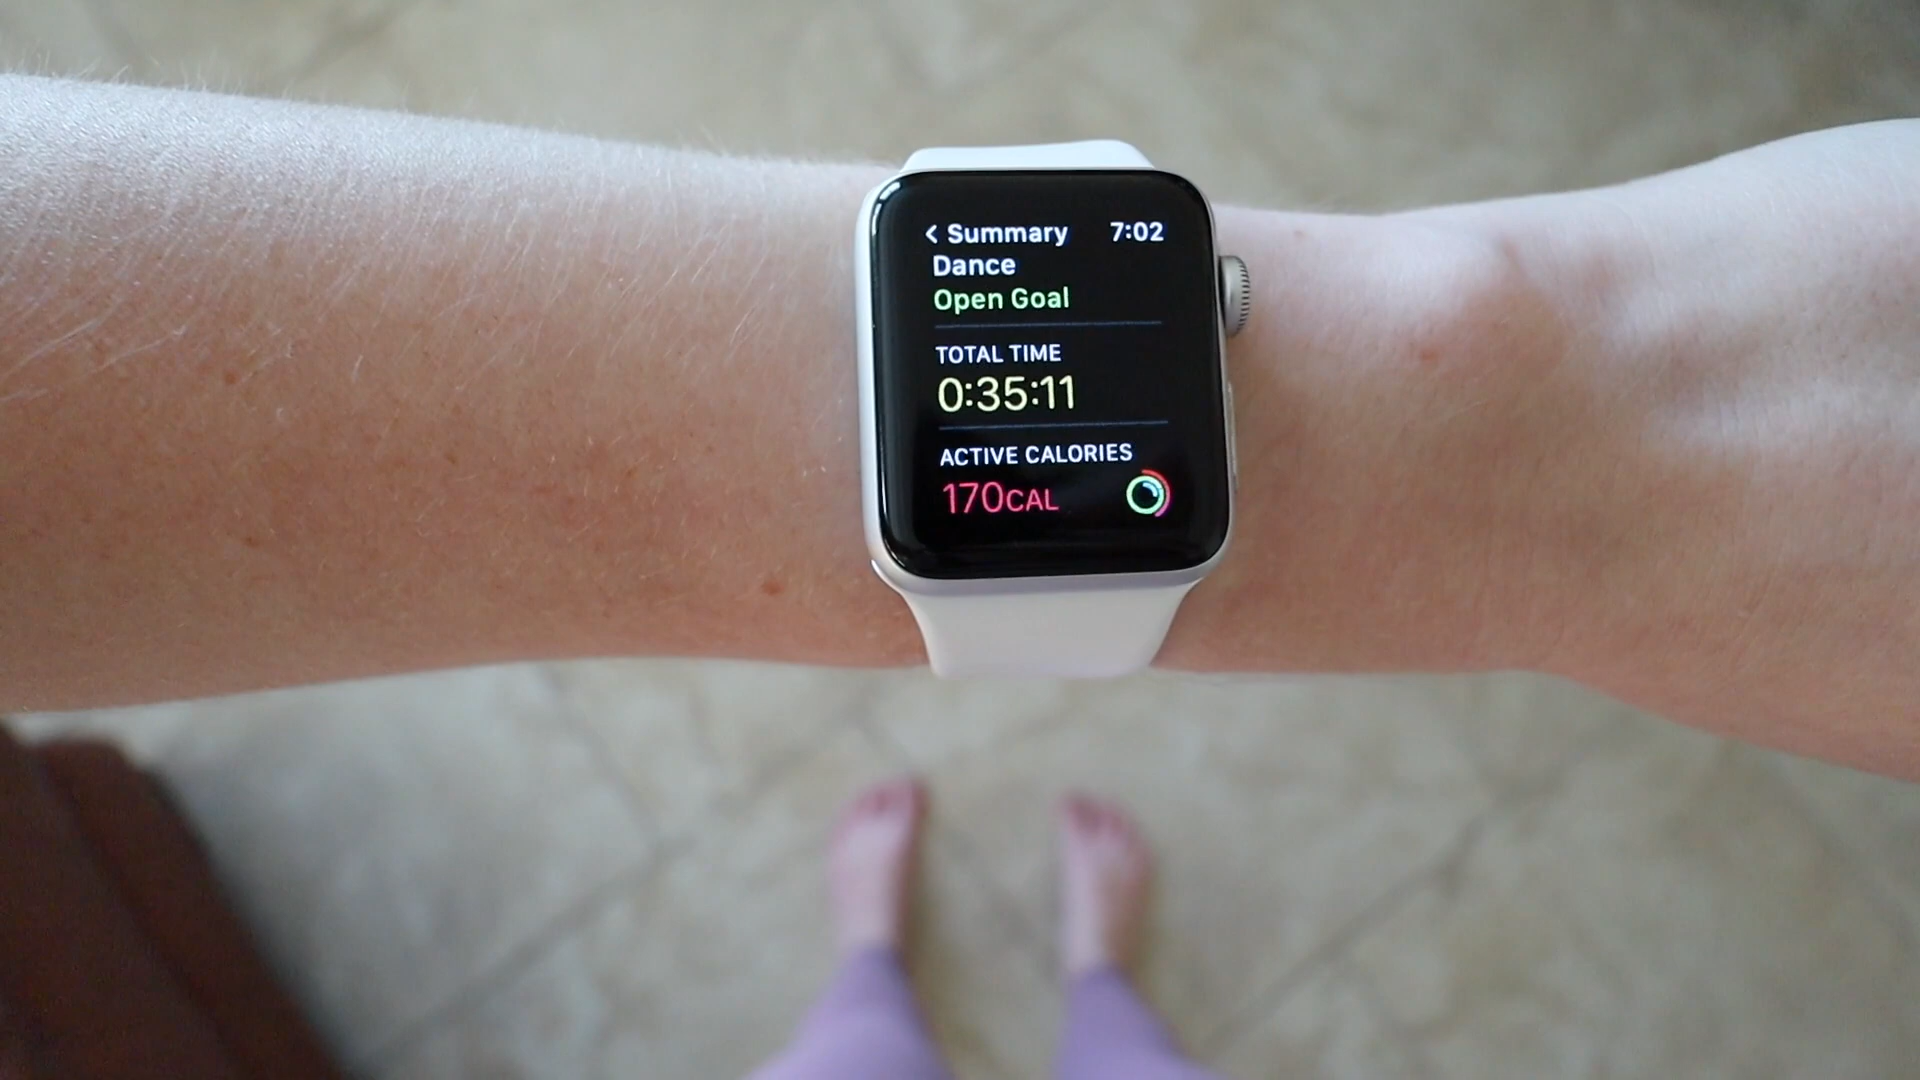 < Summary 7:02
Dance
Open Goal
TOTAL TIME
0:35:11
ACTIVE CALORIES
170CAL